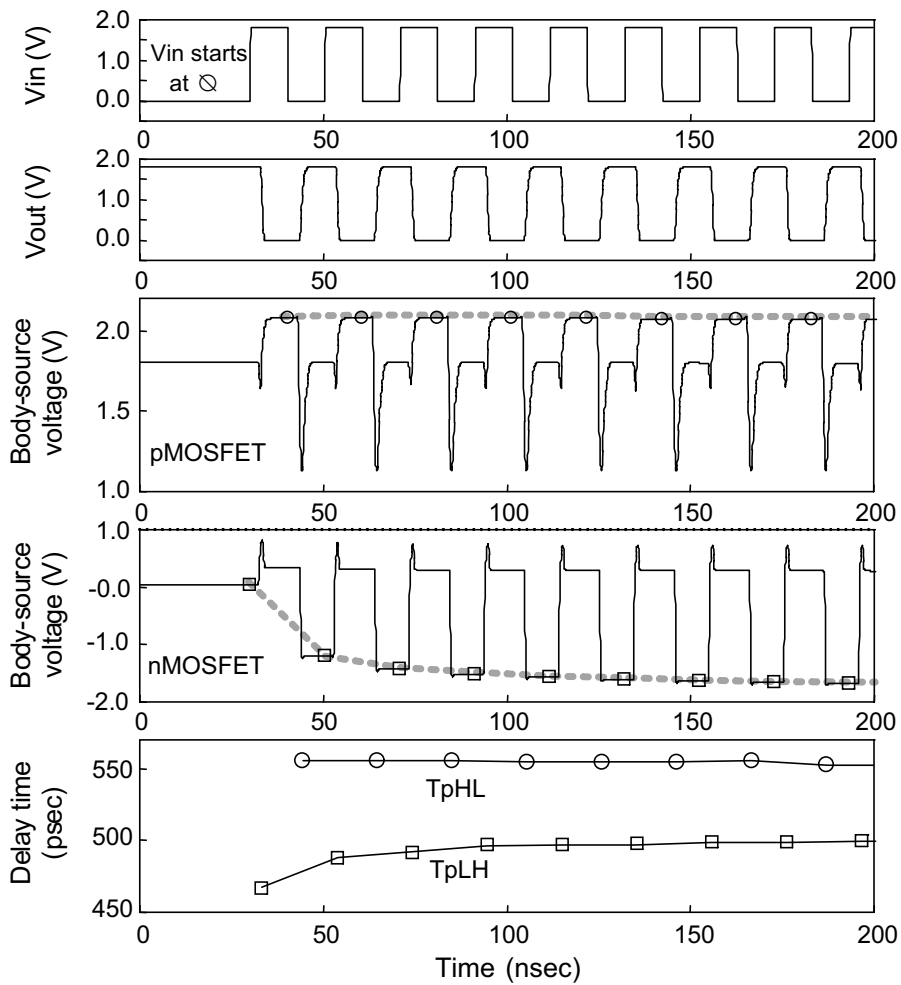 Vin (V)
2.0
1.0
0.0
Vin starts
at ∅
0 50 100 150 200
Vout (V)
2.0
1.0
0.0
0 50 100 150 200
Body-source
voltage (V)
2.0
1.5
1.0
pMOSFET
0 50 100 150 200
Body-source
voltage (V)
1.0
-0.0
-1.0
-2.0
nMOSFET
0 50 100 150 200
Delay time
(psec)
550
500
450
TpHL
TpLH
0 50 100 150 200
Time (nsec)